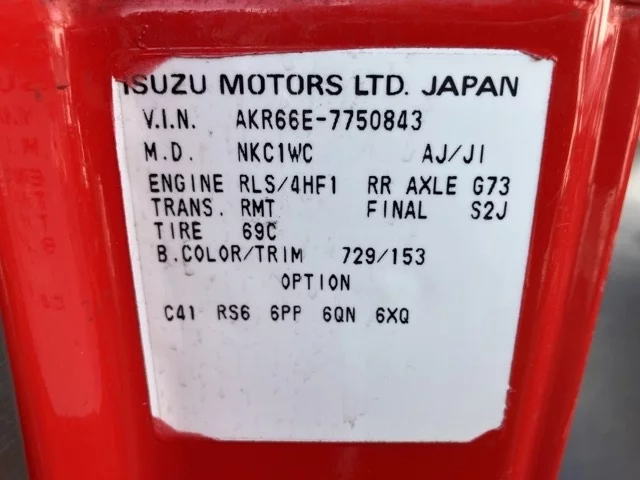 ISUZU MOTORS LTD. JAPAN
V.I.N. AKR66E-7750843
M.D. NKC1WC AJ/JI
ENGINE RLS/4HF1 RR AXLE G73
TRANS. RMT FINAL S2J
TIRE 69C
B.COLOR/TRIM 729/153
OPTION
C41 RS6 6PP 6QN 6XQ